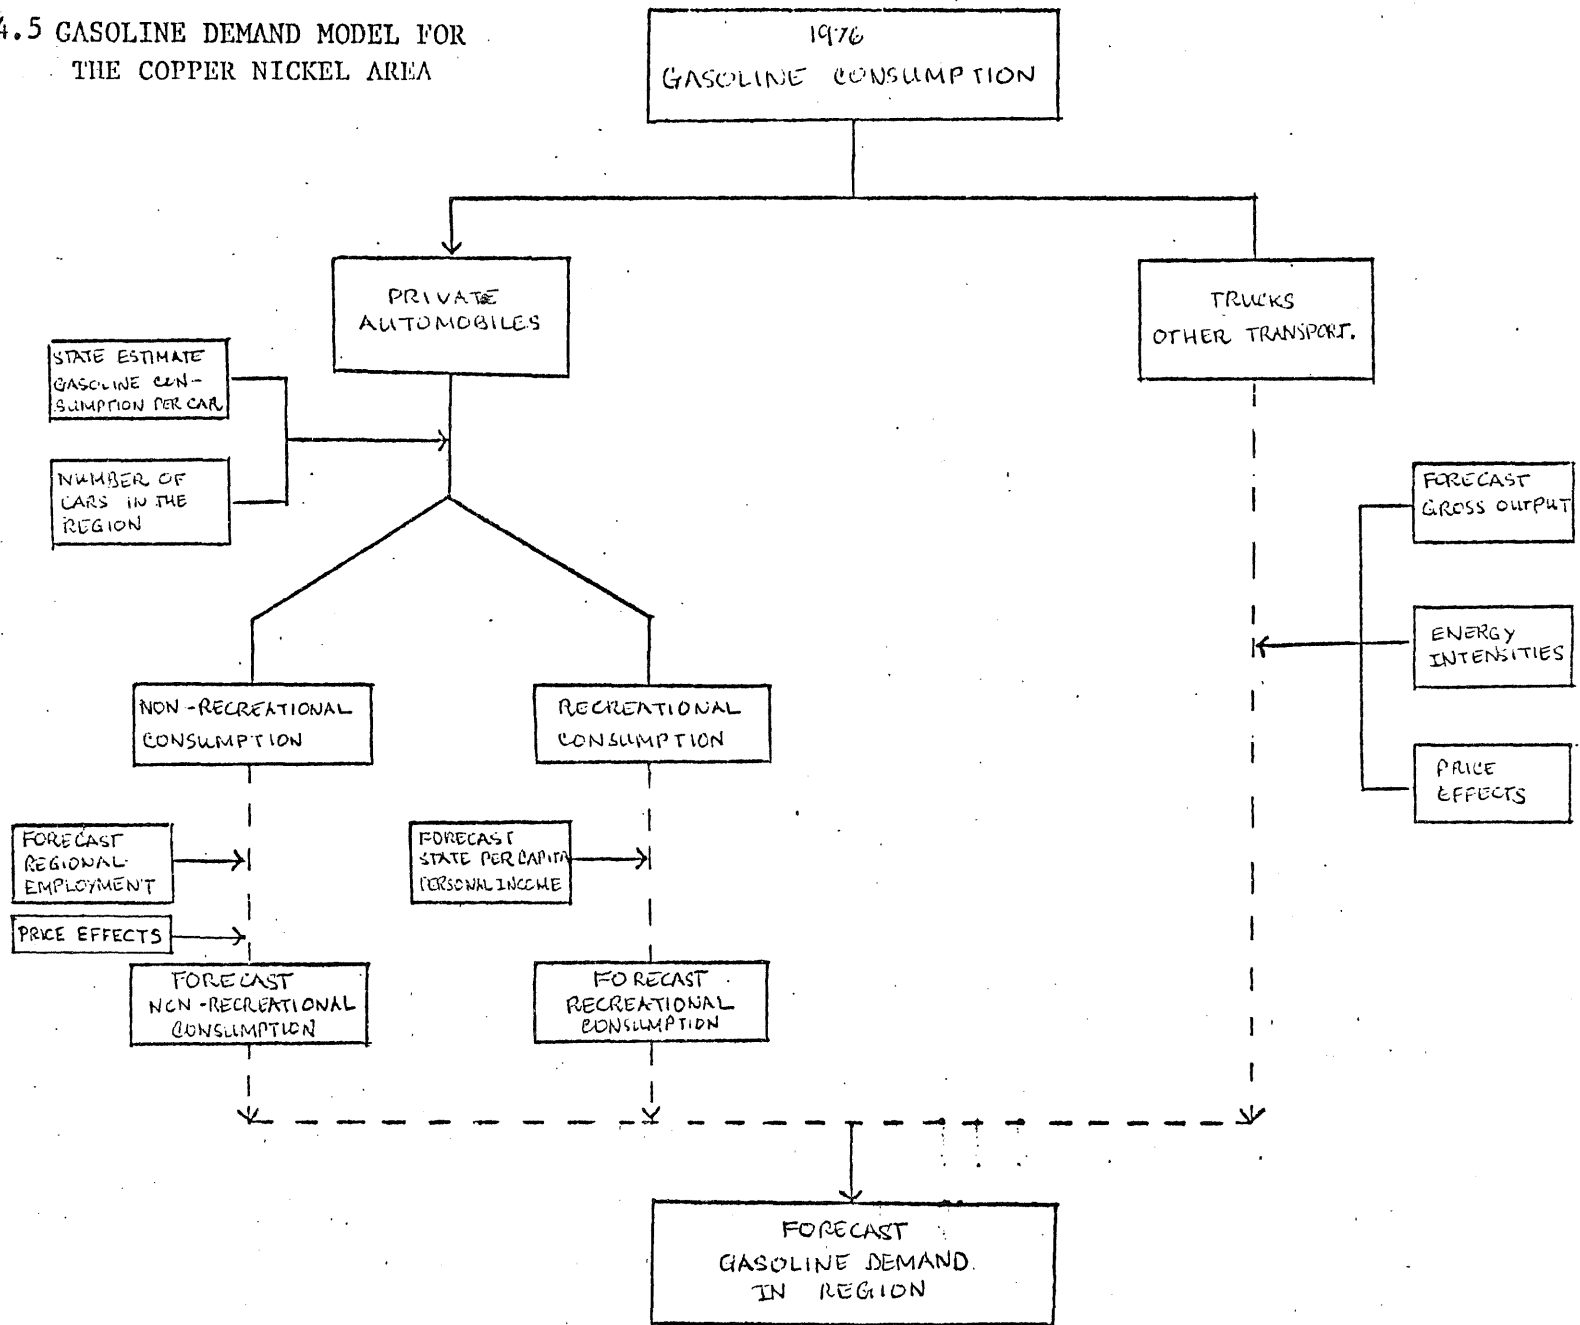 4.5 GASOLINE DEMAND MODEL FOR
THE COPPER NICKEL AREA
1976
GASOLINE CONSUMPTION
PRIVATE
AUTOMOBILES
TRUCKS
OTHER TRANSPORT.
STATE ESTIMATE
GASOLINE CON-
SUMPTION PER CAR
NUMBER OF
CARS IN THE
REGION
FORECAST
GROSS OUTPUT
ENERGY
INTENSITIES
PRICE
EFFECTS
NON-RECREATIONAL
CONSUMPTION
RECREATIONAL
CONSUMPTION
FORECAST
REGIONAL
EMPLOYMENT
PRICE EFFECTS
FORECAST
STATE PER CAPITA
PERSONAL INCOME
FORECAST
NON-RECREATIONAL
CONSUMPTION
FORECAST
RECREATIONAL
CONSUMPTION
FORECAST
GASOLINE DEMAND
IN REGION